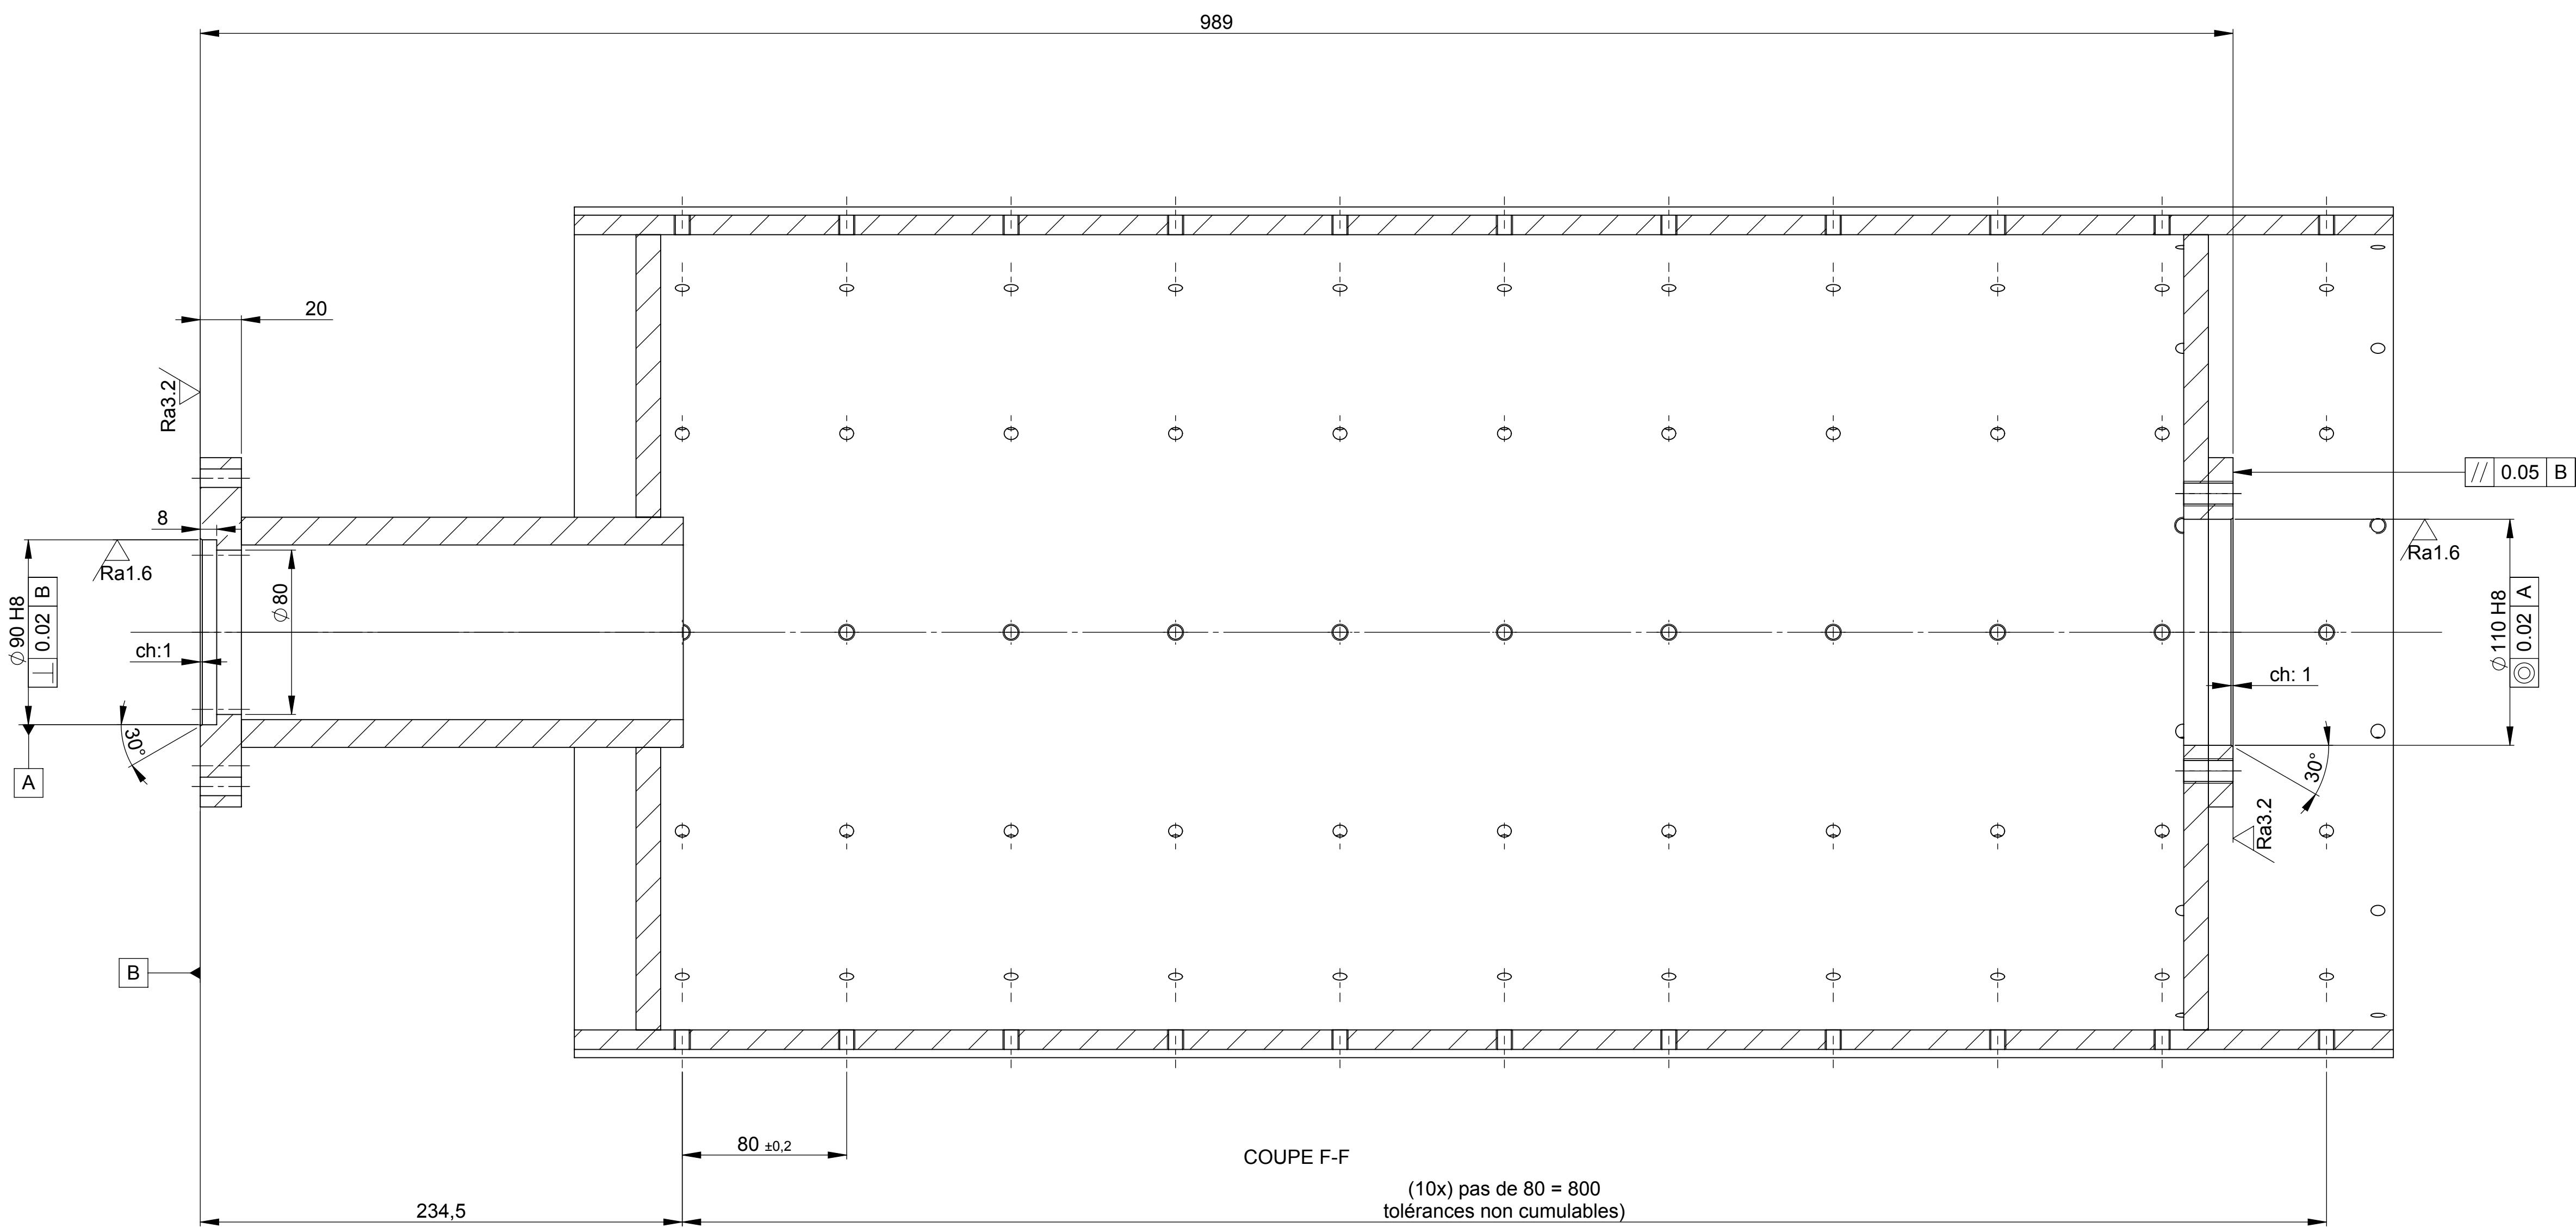 989
20
Ra3.2
// 0.05 B
8
Ra1.6
Ra1.6
⌀90 H8
⊥ 0.02 B
⌀80
⌀110 H8
◎ 0.02 A
ch:1
ch: 1
30°
30°
A
Ra3.2
B
80 ±0,2
COUPE F-F
(10x) pas de 80 = 800
234,5
tolérances non cumulables)